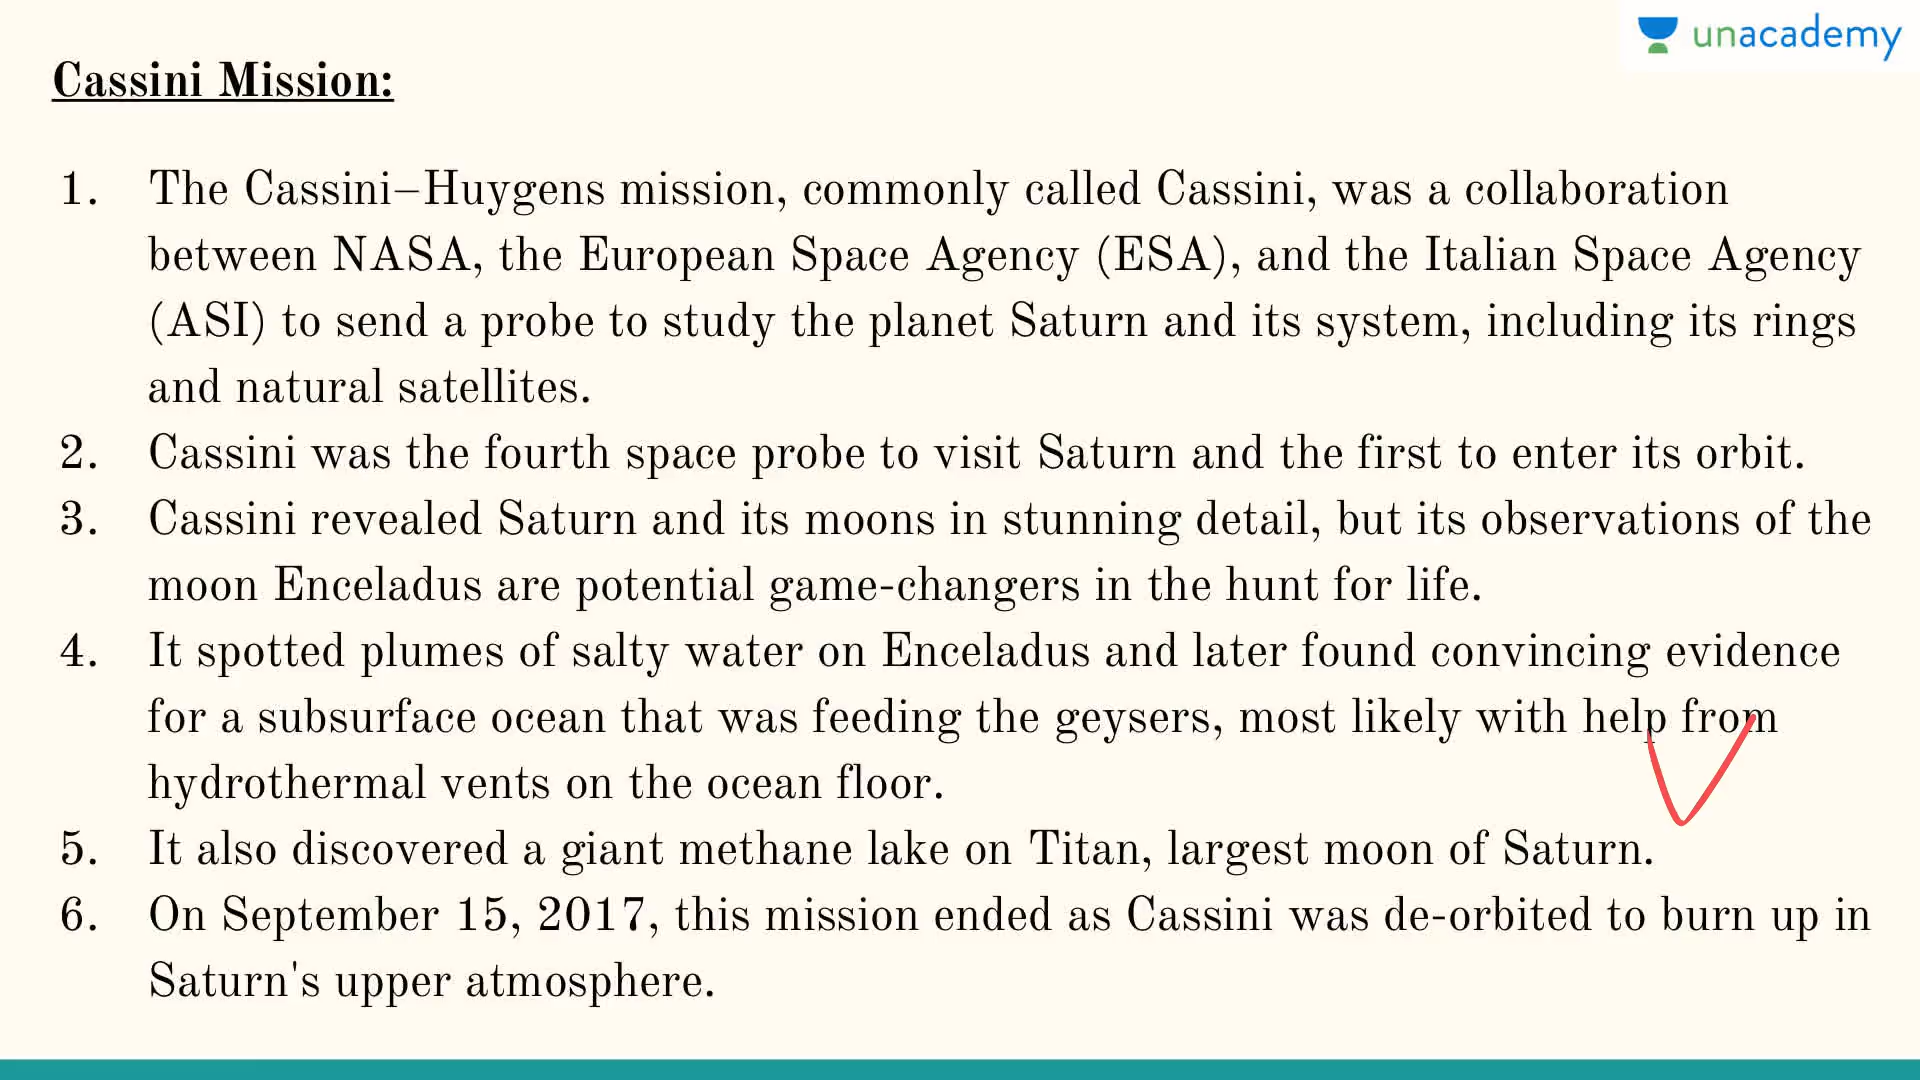 unacademy
Cassini Mission:
1. The Cassini–Huygens mission, commonly called Cassini, was a collaboration
between NASA, the European Space Agency (ESA), and the Italian Space Agency
(ASI) to send a probe to study the planet Saturn and its system, including its rings
and natural satellites.
2. Cassini was the fourth space probe to visit Saturn and the first to enter its orbit.
3. Cassini revealed Saturn and its moons in stunning detail, but its observations of the
moon Enceladus are potential game-changers in the hunt for life.
4. It spotted plumes of salty water on Enceladus and later found convincing evidence
for a subsurface ocean that was feeding the geysers, most likely with help from
hydrothermal vents on the ocean floor.
5. It also discovered a giant methane lake on Titan, largest moon of Saturn.
6. On September 15, 2017, this mission ended as Cassini was de-orbited to burn up in
Saturn's upper atmosphere.